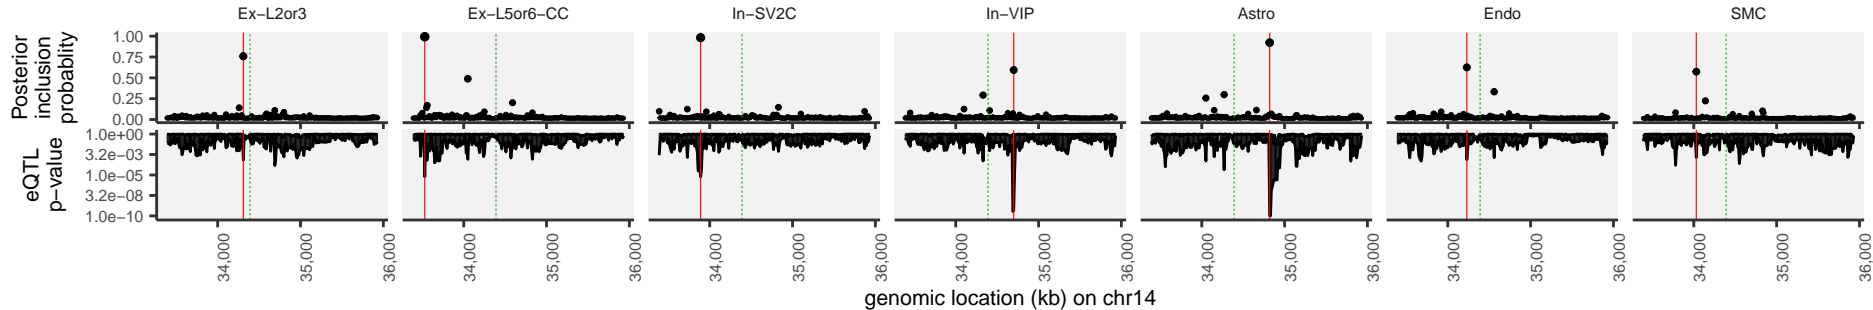 Ex−L2or3 Ex−L5or6−CC In−SV2C In−VIP Astro Endo SMC
Posterior
inclusion
probablity
1.00
0.75
0.50
0.25
0.00
eQTL
p−value
1.0e+00
3.2e−03
1.0e−05
3.2e−08
1.0e−10
34,000 35,000 36,000 34,000 35,000 36,000 34,000 35,000 36,000 34,000 35,000 36,000 34,000 35,000 36,000 34,000 35,000 36,000 34,000 35,000 36,000
genomic location (kb) on chr14